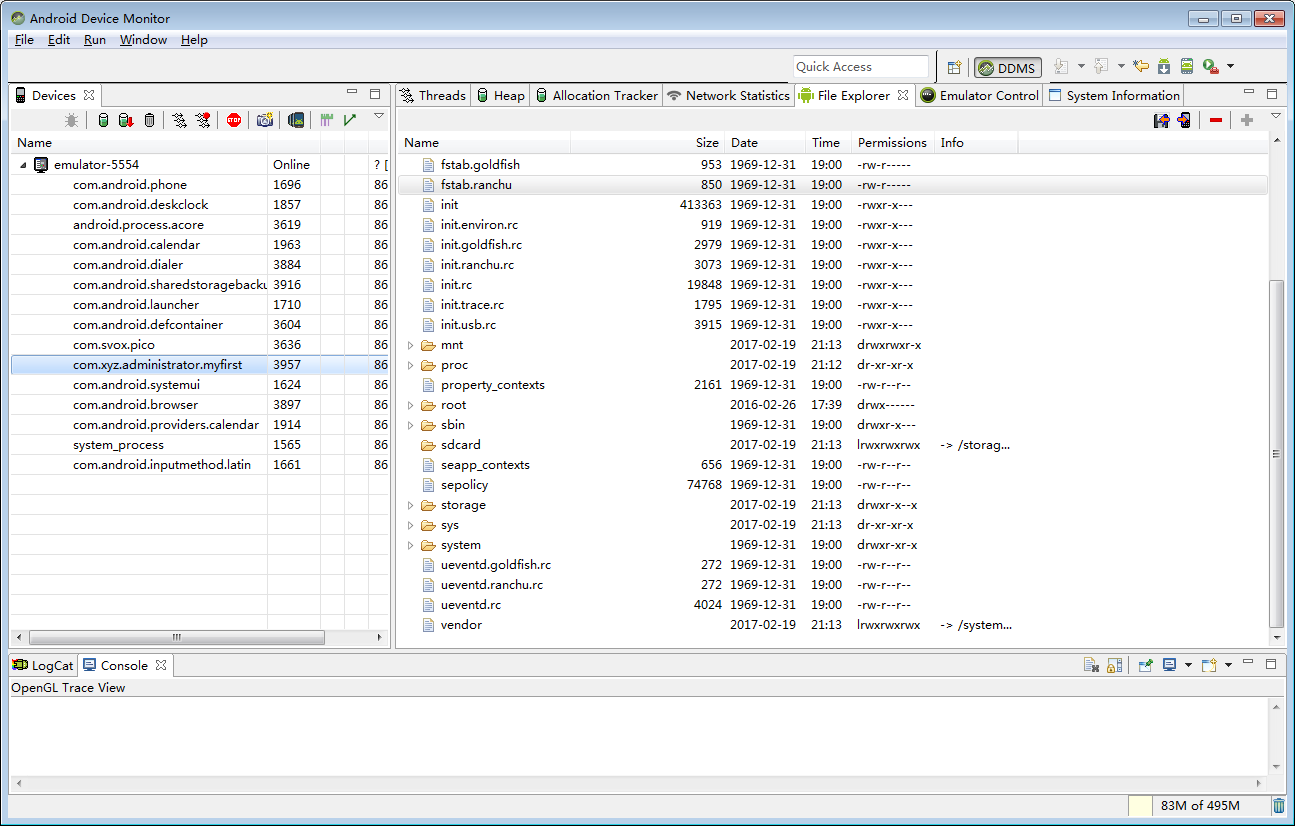 Android Device Monitor
File Edit Run Window Help
Quick Access DDMS
Devices
Name
emulator-5554 Online ? [
com.android.phone 1696 86
com.android.deskclock 1857 86
android.process.acore 3619 86
com.android.calendar 1963 86
com.android.dialer 3884 86
com.android.sharedstoragebacku 3916 86
com.android.launcher 1710 86
com.android.defcontainer 3604 86
com.svox.pico 3636 86
com.xyz.administrator.myfirst 3957 86
com.android.systemui 1624 86
com.android.browser 3897 86
com.android.providers.calendar 1914 86
system_process 1565 86
com.android.inputmethod.latin 1661 86
Threads Heap Allocation Tracker Network Statistics File Explorer Emulator Control System Information
Name Size Date Time Permissions Info
fstab.goldfish 953 1969-12-31 19:00 -rw-r-----
fstab.ranchu 850 1969-12-31 19:00 -rw-r-----
init 413363 1969-12-31 19:00 -rwxr-x---
init.environ.rc 919 1969-12-31 19:00 -rwxr-x---
init.goldfish.rc 2979 1969-12-31 19:00 -rwxr-x---
init.ranchu.rc 3073 1969-12-31 19:00 -rwxr-x---
init.rc 19848 1969-12-31 19:00 -rwxr-x---
init.trace.rc 1795 1969-12-31 19:00 -rwxr-x---
init.usb.rc 3915 1969-12-31 19:00 -rwxr-x---
mnt 2017-02-19 21:13 drwxrwxr-x
proc 2017-02-19 21:12 dr-xr-xr-x
property_contexts 2161 1969-12-31 19:00 -rw-r--r--
root 2016-02-26 17:39 drwx------
sbin 1969-12-31 19:00 drwxr-x---
sdcard 2017-02-19 21:13 lrwxrwxrwx -> /storag...
seapp_contexts 656 1969-12-31 19:00 -rw-r--r--
sepolicy 74768 1969-12-31 19:00 -rw-r--r--
storage 2017-02-19 21:13 drwxr-x--x
sys 2017-02-19 21:13 dr-xr-xr-x
system 1969-12-31 19:00 drwxr-xr-x
ueventd.goldfish.rc 272 1969-12-31 19:00 -rw-r--r--
ueventd.ranchu.rc 272 1969-12-31 19:00 -rw-r--r--
ueventd.rc 4024 1969-12-31 19:00 -rw-r--r--
vendor 2017-02-19 21:13 lrwxrwxrwx -> /system...
LogCat Console
OpenGL Trace View
83M of 495M